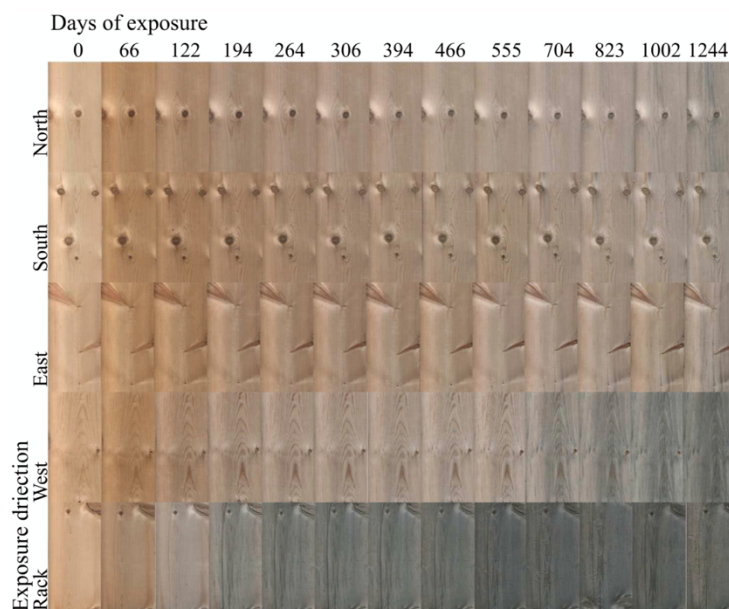 Days of exposure
0 66 122 194 264 306 394 466 555 704 823 1002 1244
North
South
East
West
Rack
Exposure driection